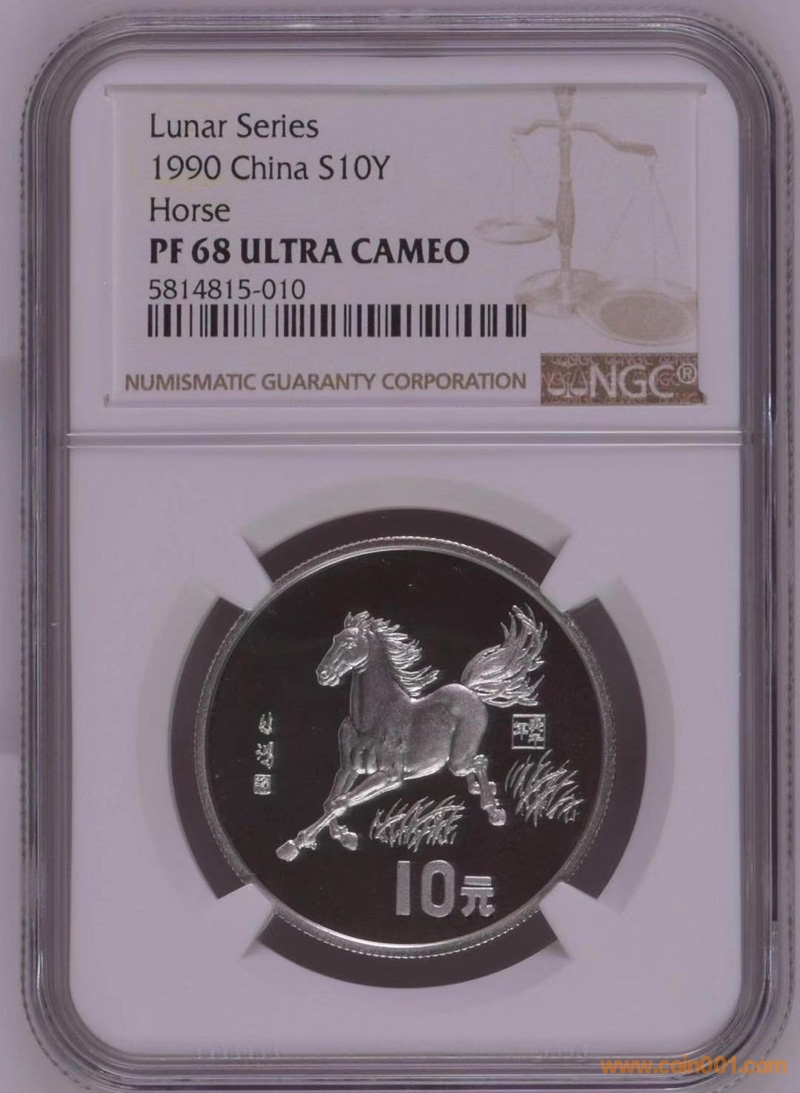 Lunar Series
1990 China S10Y
Horse
PF 68 ULTRA CAMEO
5814815-010
NUMISMATIC GUARANTY CORPORATION
NGC®
10元
www.coin001.com